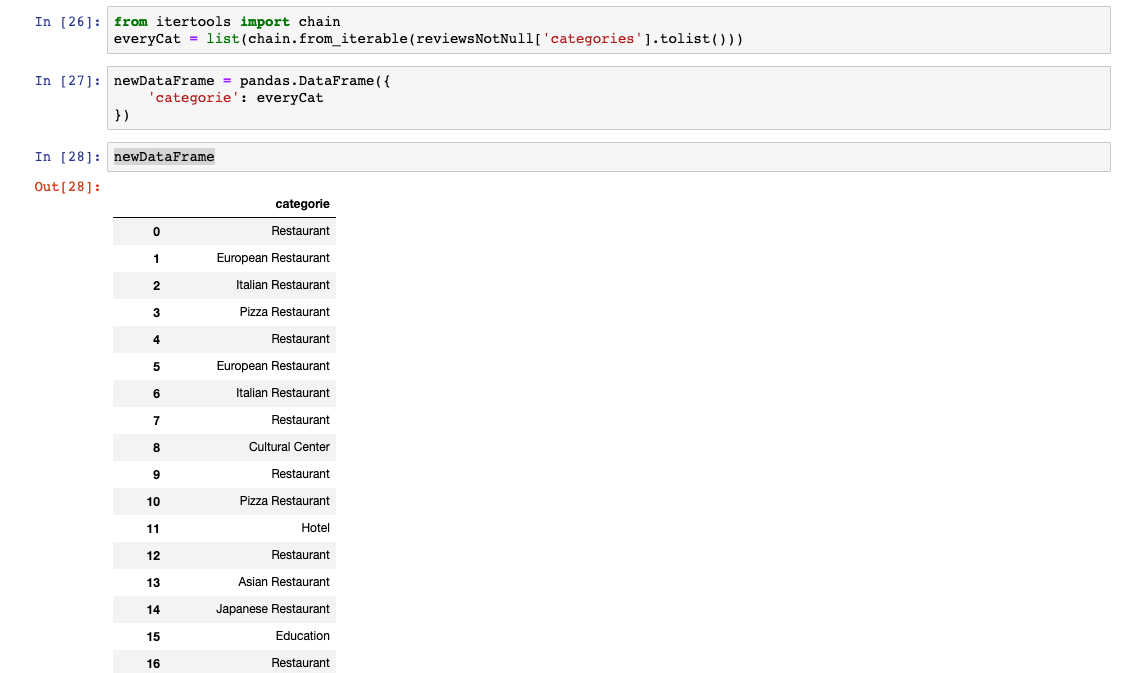 In [26]: from itertools import chain
everyCat = list(chain.from_iterable(reviewsNotNull['categories'].tolist()))
In [27]: newDataFrame = pandas.DataFrame({
'categorie': everyCat
})
In [28]: newDataFrame
Out[28]:
categorie
0 Restaurant
1 European Restaurant
2 Italian Restaurant
3 Pizza Restaurant
4 Restaurant
5 European Restaurant
6 Italian Restaurant
7 Restaurant
8 Cultural Center
9 Restaurant
10 Pizza Restaurant
11 Hotel
12 Restaurant
13 Asian Restaurant
14 Japanese Restaurant
15 Education
16 Restaurant